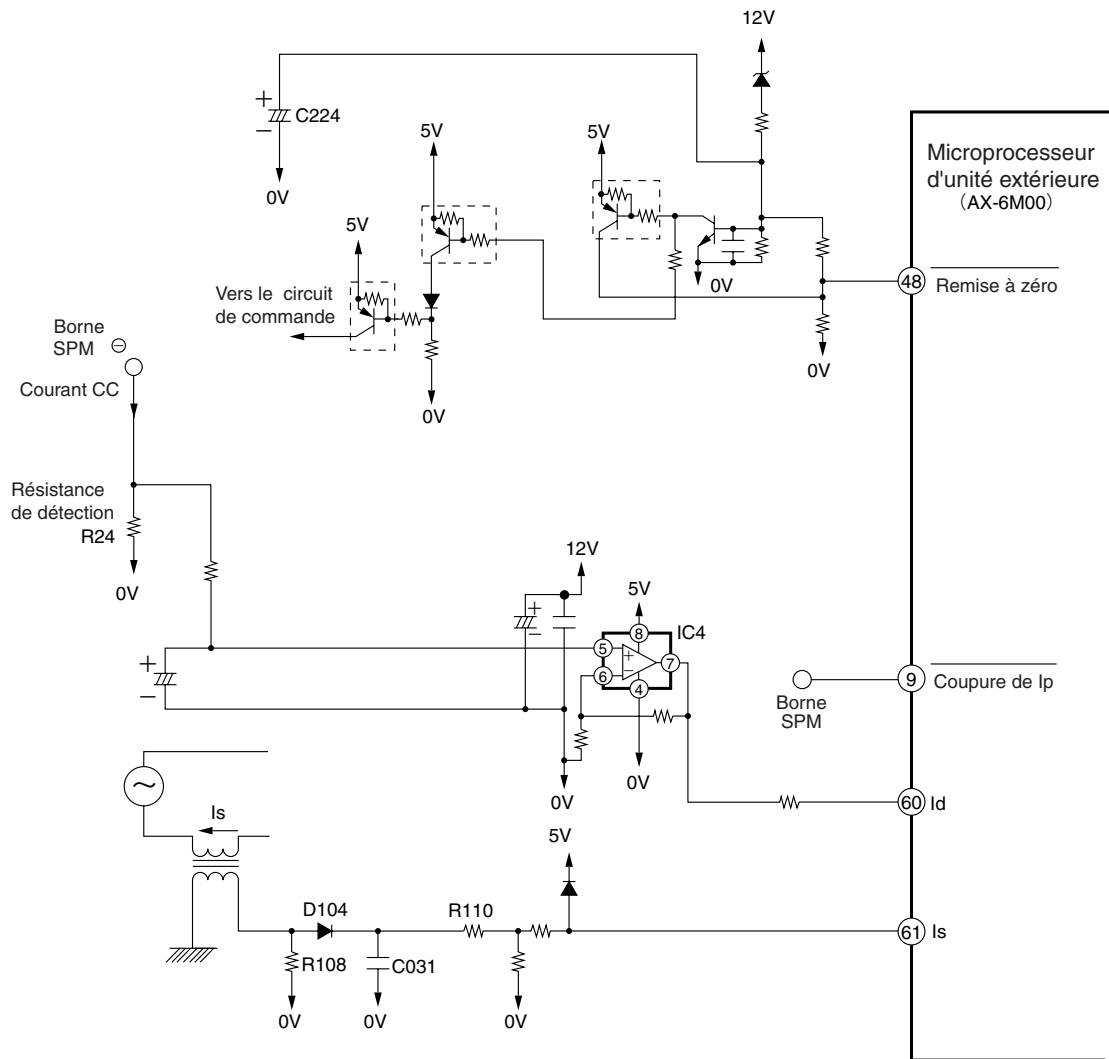 12V
+
−
C224
0V
5V
5V
5V
Microprocesseur
d'unité extérieure
(AX-6M00)
0V
48
Remise à zéro
Vers le circuit
de commande
0V
0V
Borne
SPM
⊖
Courant CC
Résistance
de détection
R24
0V
12V
+
−
5V
8
IC4
5
+
7
6
−
4
+
−
0V
0V
Borne
SPM
9
Coupure de Ip
~
Is
60
Id
5V
D104
R110
61
Is
R108
C031
0V
0V
0V